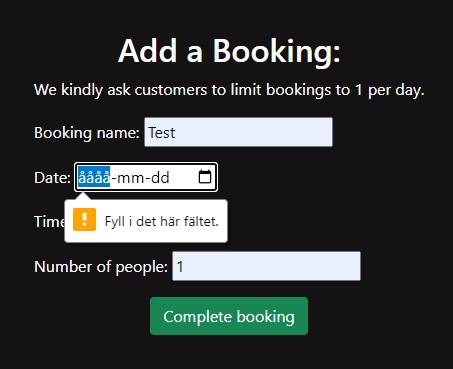 Add a Booking:
We kindly ask customers to limit bookings to 1 per day.
Booking name: Test
Date: åååå-mm-dd
Time
! Fyll i det här fältet.
Number of people: 1
Complete booking